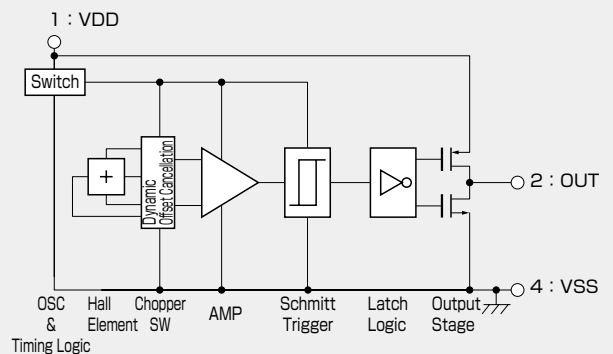 1 : VDD
Switch
+
Dynamic
Offset Cancellation
2 : OUT
4 : VSS
OSC
&
Timing Logic
Hall
Element
Chopper
SW
AMP
Schmitt
Trigger
Latch
Logic
Output
Stage